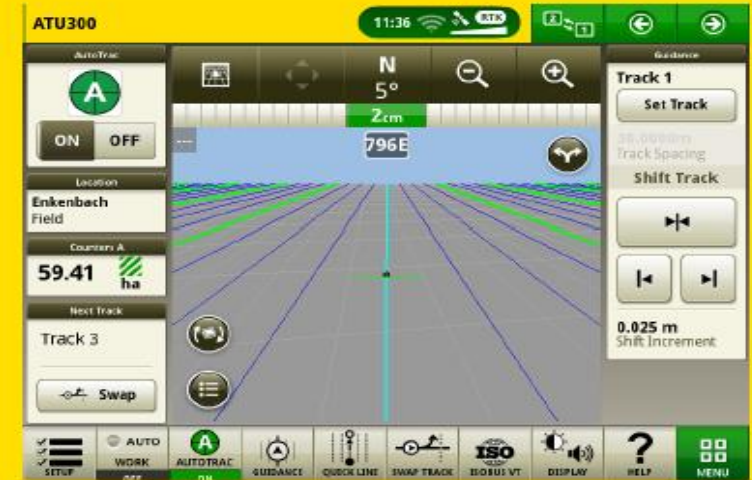 ATU300
11:36
RTK
2
1
AutoTrac
A
ON
OFF
Location
Enkenbach
Field
Counters A
59.41
ha
Next Track
Track 3
Swap
N
5°
2cm
---
796E
Guidance
Track 1
Set Track
Track Spacing
Shift Track
0.025 m
Shift Increment
SETUP
AUTO
WORK
OFF
A
AUTOTRAC
ON
GUIDANCE
QUICK LINE
SWAP TRACK
ISO
ISOBUS VT
DISPLAY
?
HELP
MENU